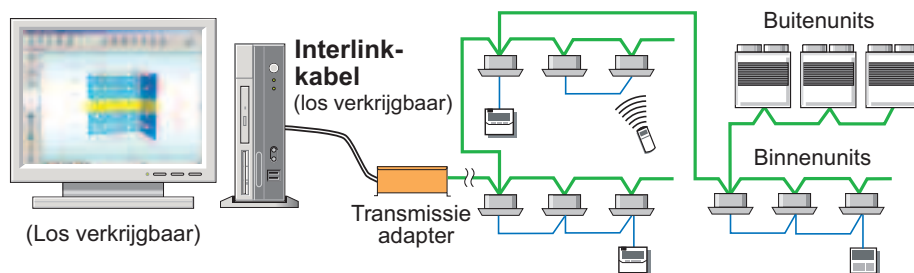 Interlink-
kabel
(los verkrijgbaar)
Buitenunits
Binnenunits
Transmissie
adapter
(Los verkrijgbaar)